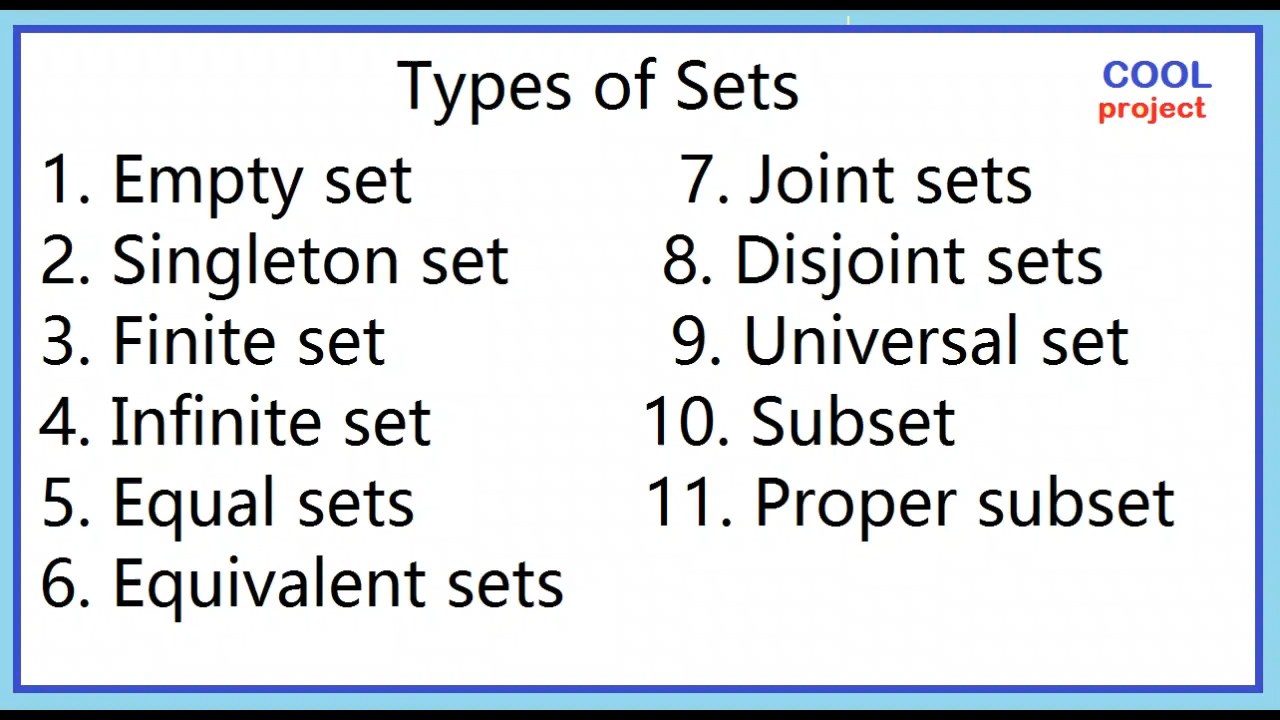 Types of Sets
COOL
project
1. Empty set
2. Singleton set
3. Finite set
4. Infinite set
5. Equal sets
6. Equivalent sets
7. Joint sets
8. Disjoint sets
9. Universal set
10. Subset
11. Proper subset